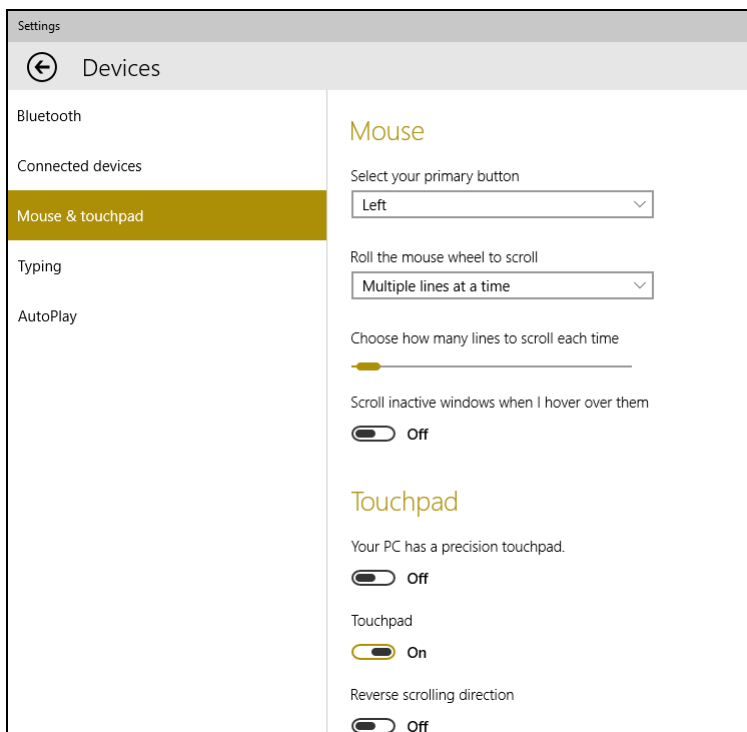 Settings
Devices
Bluetooth
Connected devices
Mouse & touchpad
Typing
AutoPlay
Mouse
Select your primary button
Left
Roll the mouse wheel to scroll
Multiple lines at a time
Choose how many lines to scroll each time
Scroll inactive windows when I hover over them
Off
Touchpad
Your PC has a precision touchpad.
Off
Touchpad
On
Reverse scrolling direction
Off